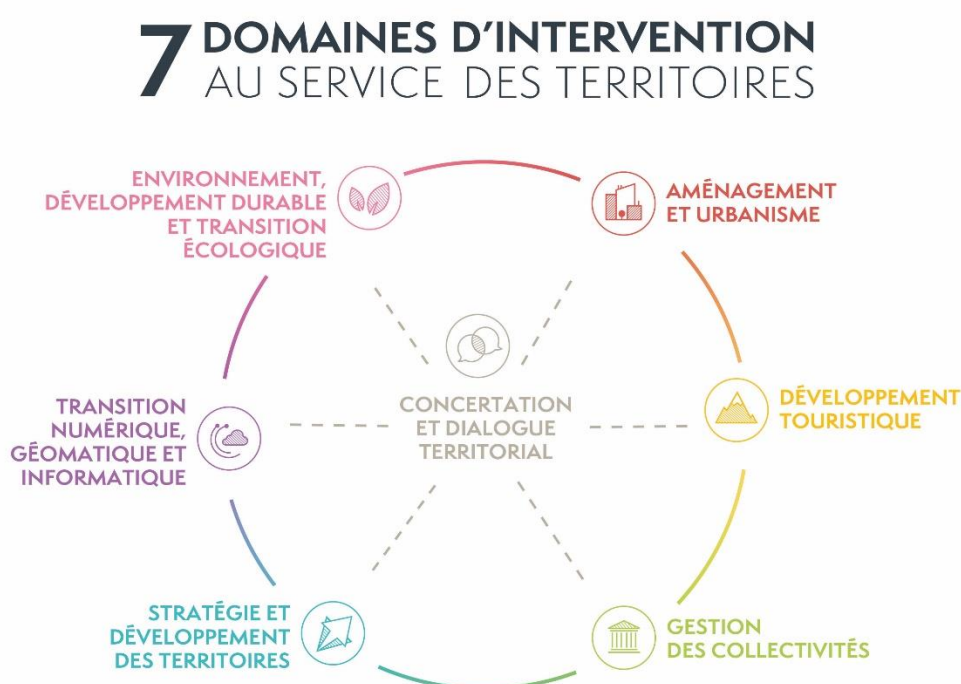 7 DOMAINES D'INTERVENTION
AU SERVICE DES TERRITOIRES
ENVIRONNEMENT,
DÉVELOPPEMENT DURABLE
ET TRANSITION
ÉCOLOGIQUE
AMÉNAGEMENT
ET URBANISME
TRANSITION
NUMÉRIQUE,
GÉOMATIQUE ET
INFORMATIQUE
CONCERTATION
ET DIALOGUE
TERRITORIAL
DÉVELOPPEMENT
TOURISTIQUE
STRATÉGIE ET
DÉVELOPPEMENT
DES TERRITOIRES
GESTION
DES COLLECTIVITÉS